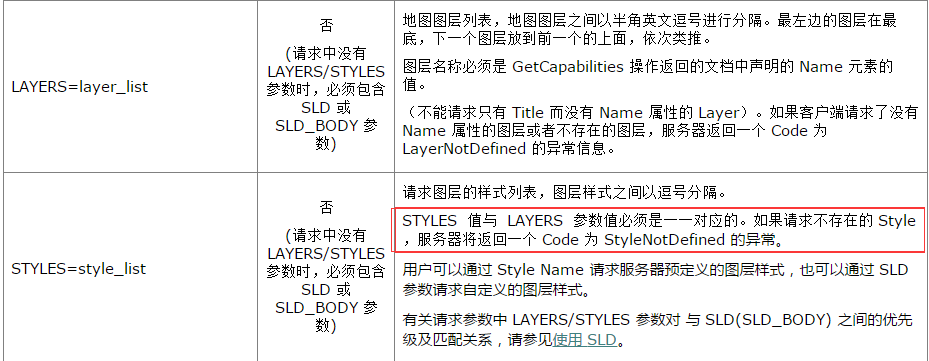 LAYERS=layer_list
否
(请求中没有
LAYERS/STYLES
参数时，必须包含
SLD 或
SLD_BODY 参
数)
地图图层列表，地图图层之间以半角英文逗号进行分隔。最左边的图层在最
底，下一个图层放到前一个的上面，依次类推。
图层名称必须是 GetCapabilities 操作返回的文档中声明的 Name 元素的
值。
（不能请求只有 Title 而没有 Name 属性的 Layer）。如果客户端请求了没有
Name 属性的图层或者不存在的图层，服务器返回一个 Code 为
LayerNotDefined 的异常信息。
STYLES=style_list
否
(请求中没有
LAYERS/STYLES
参数时，必须包含
SLD 或
SLD_BODY 参
数)
请求图层的样式列表，图层样式之间以逗号分隔。
STYLES 值与 LAYERS 参数值必须是一一对应的。如果请求不存在的 Style
，服务器将返回一个 Code 为 StyleNotDefined 的异常。
用户可以通过 Style Name 请求服务器预定义的图层样式，也可以通过 SLD
参数请求自定义的图层样式。
有关请求参数中 LAYERS/STYLES 参数对 与 SLD(SLD_BODY) 之间的优先
级及匹配关系，请参见使用 SLD。